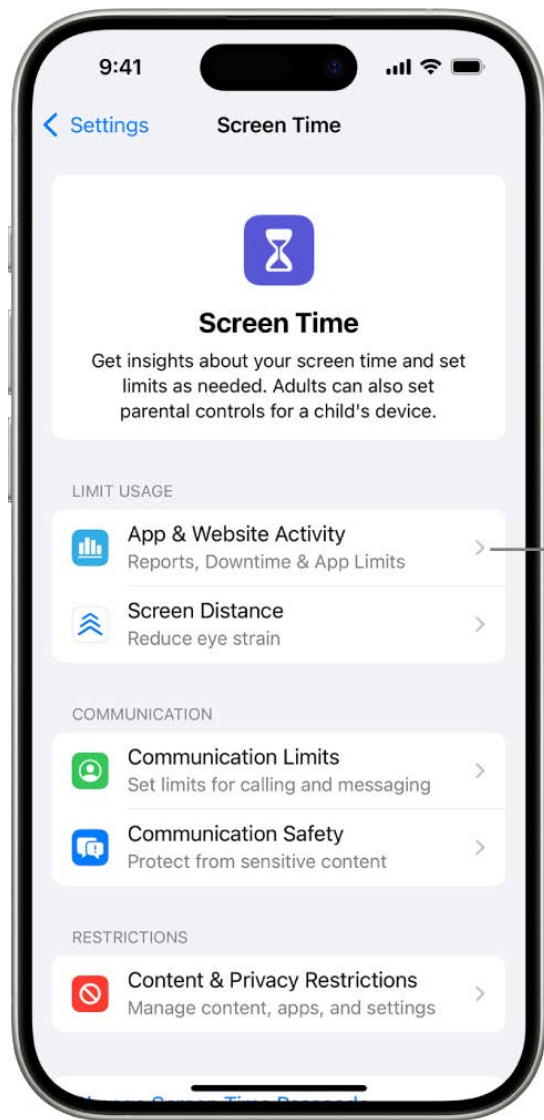 9:41
Settings
Screen Time
Screen Time
Get insights about your screen time and set
limits as needed. Adults can also set
parental controls for a child's device.
LIMIT USAGE
App & Website Activity
Reports, Downtime & App Limits
Screen Distance
Reduce eye strain
COMMUNICATION
Communication Limits
Set limits for calling and messaging
Communication Safety
Protect from sensitive content
RESTRICTIONS
Content & Privacy Restrictions
Manage content, apps, and settings